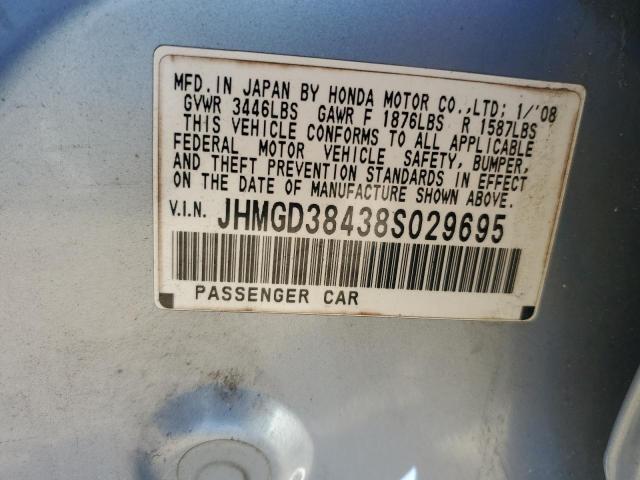 MFD.IN JAPAN BY HONDA MOTOR CO.,LTD; 1/'08
GVWR 3446LBS GAWR F 1876LBS R 1587LBS
THIS VEHICLE CONFORMS TO ALL APPLICABLE
FEDERAL MOTOR VEHICLE SAFETY, BUMPER,
AND THEFT PREVENTION STANDARDS IN EFFECT
ON THE DATE OF MANUFACTURE SHOWN ABOVE.
V.I.N. JHMGD38438S029695
PASSENGER CAR